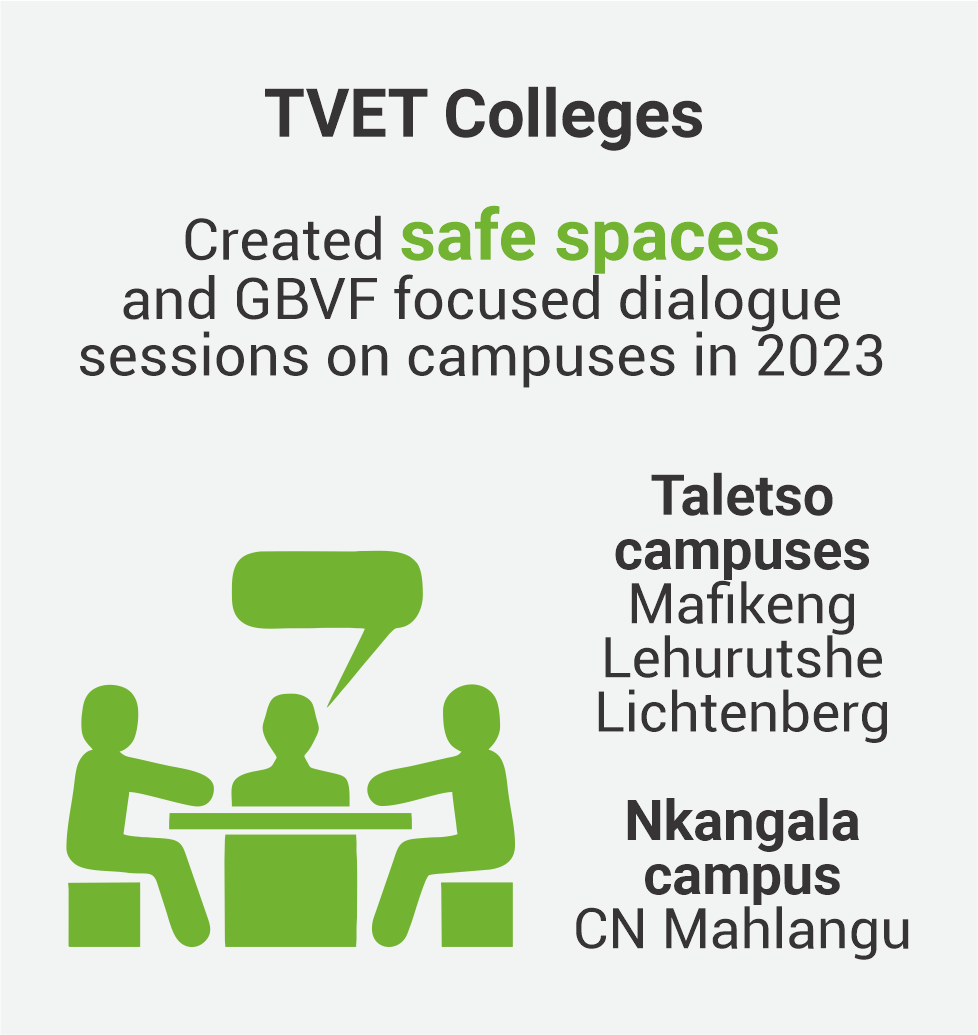 TVET Colleges
Created safe spaces
and GBVF focused dialogue
sessions on campuses in 2023
Taletso
campuses
Mafikeng
Lehurutshe
Lichtenberg
Nkangala
campus
CN Mahlangu